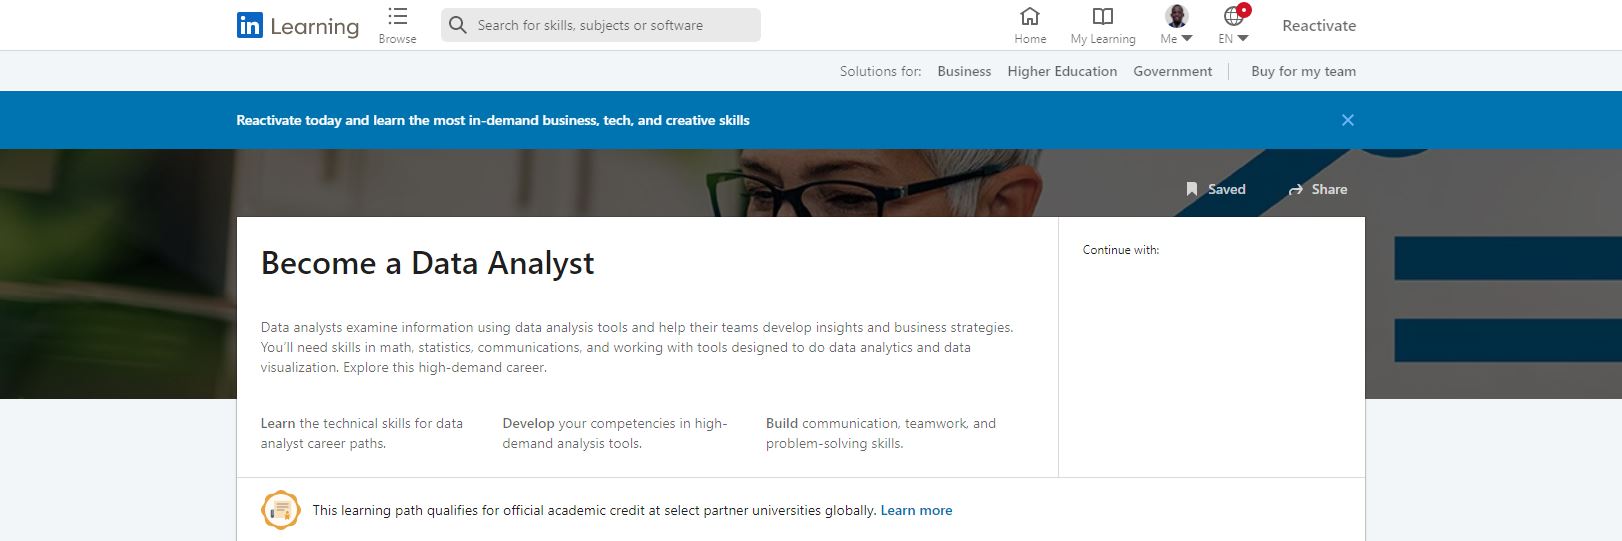 in Learning
Browse
Search for skills, subjects or software
Home
My Learning
Me
EN
Reactivate
Solutions for: Business Higher Education Government Buy for my team
Reactivate today and learn the most in-demand business, tech, and creative skills
Saved
Share
Become a Data Analyst
Continue with:
Data analysts examine information using data analysis tools and help their teams develop insights and business strategies.
You'll need skills in math, statistics, communications, and working with tools designed to do data analytics and data
visualization. Explore this high-demand career.
Learn the technical skills for data
analyst career paths.
Develop your competencies in high-
demand analysis tools.
Build communication, teamwork, and
problem-solving skills.
This learning path qualifies for official academic credit at select partner universities globally. Learn more